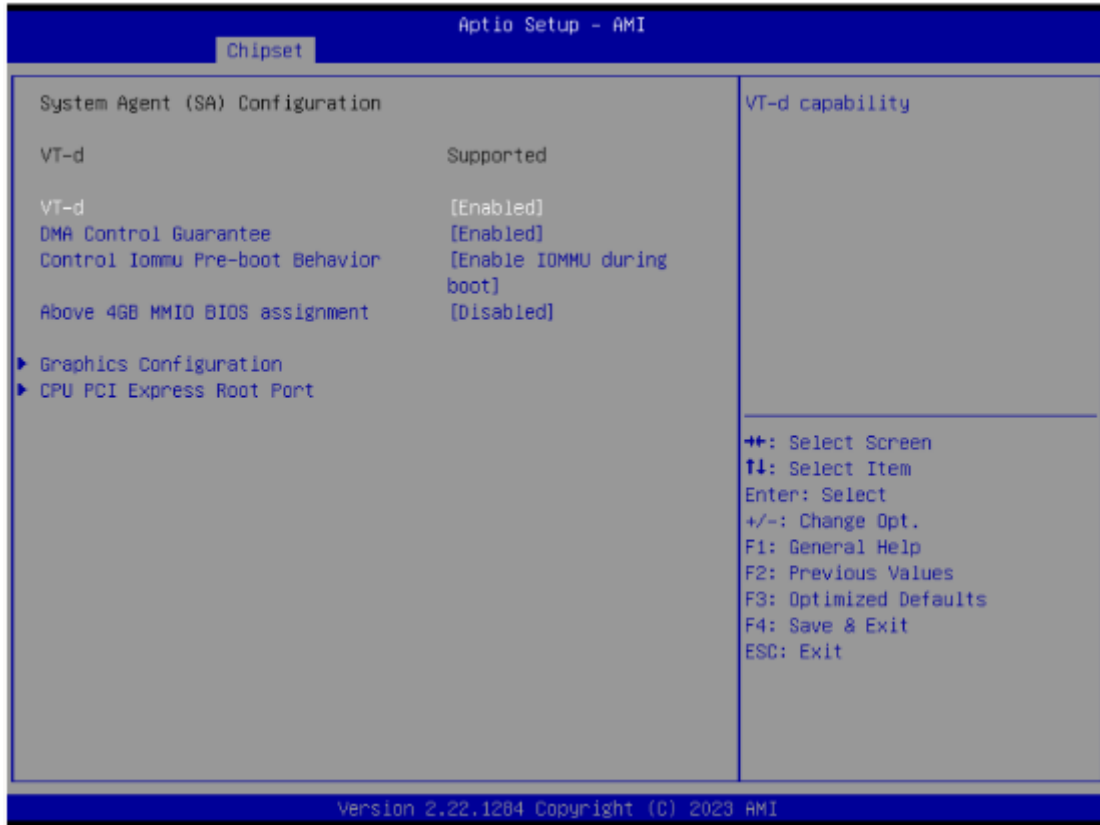 Aptio Setup - AMI
Chipset
System Agent (SA) Configuration
VT-d Supported
VT-d [Enabled]
DMA Control Guarantee [Enabled]
Control Iommu Pre-boot Behavior [Enable IOMMU during
boot]
Above 4GB MMIO BIOS assignment [Disabled]
Graphics Configuration
CPU PCI Express Root Port
VT-d capability
→←: Select Screen
↑↓: Select Item
Enter: Select
+/-: Change Opt.
F1: General Help
F2: Previous Values
F3: Optimized Defaults
F4: Save & Exit
ESC: Exit
Version 2.22.1284 Copyright (C) 2023 AMI